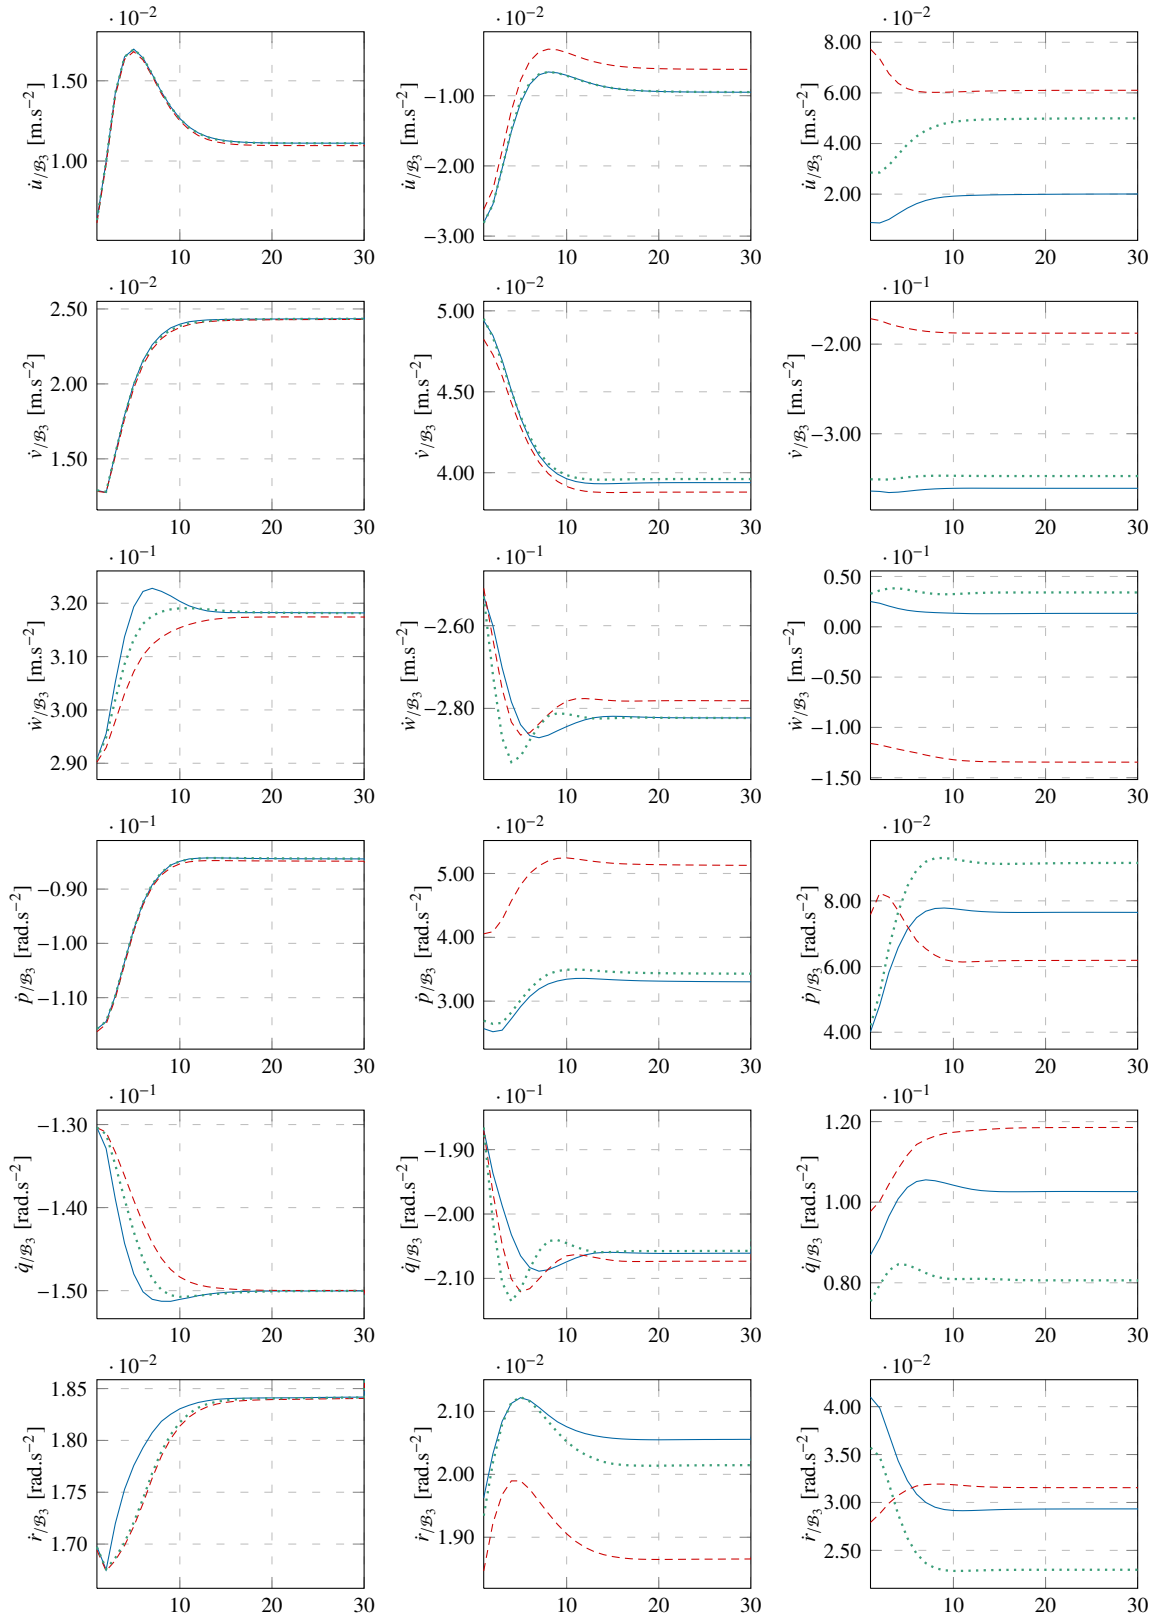 ·10⁻² ·10⁻²
u̇/ℬ₃ [m.s⁻²] 1.50 1.00 10 20 30
u̇/ℬ₃ [m.s⁻²] −1.00 −2.00 −3.00 10 20 30
u̇/ℬ₃ [m.s⁻²] 8.00 6.00 4.00 2.00 10 20 30
·10⁻² ·10⁻² ·10⁻¹
v̇/ℬ₃ [m.s⁻²] 2.50 2.00 1.50 10 20 30
v̇/ℬ₃ [m.s⁻²] 5.00 4.50 4.00 10 20 30
v̇/ℬ₃ [m.s⁻²] −2.00 −3.00 10 20 30
·10⁻¹ ·10⁻¹ ·10⁻¹
ẇ/ℬ₃ [m.s⁻²] 3.20 3.10 3.00 2.90 10 20 30
ẇ/ℬ₃ [m.s⁻²] −2.60 −2.80 10 20 30
ẇ/ℬ₃ [m.s⁻²] 0.50 0.00 −0.50 −1.00 −1.50 10 20 30
·10⁻¹ ·10⁻² ·10⁻²
ṗ/ℬ₃ [rad.s⁻²] −0.90 −1.00 −1.10 10 20 30
ṗ/ℬ₃ [rad.s⁻²] 5.00 4.00 3.00 10 20 30
ṗ/ℬ₃ [rad.s⁻²] 8.00 6.00 4.00 10 20 30
·10⁻¹ ·10⁻¹ ·10⁻¹
q̇/ℬ₃ [rad.s⁻²] −1.30 −1.40 −1.50 10 20 30
q̇/ℬ₃ [rad.s⁻²] −1.90 −2.00 −2.10 10 20 30
q̇/ℬ₃ [rad.s⁻²] 1.20 1.00 0.80 10 20 30
·10⁻² ·10⁻² ·10⁻²
ṙ/ℬ₃ [rad.s⁻²] 1.85 1.80 1.75 1.70 10 20 30
ṙ/ℬ₃ [rad.s⁻²] 2.10 2.00 1.90 10 20 30
ṙ/ℬ₃ [rad.s⁻²] 4.00 3.50 3.00 2.50 10 20 30